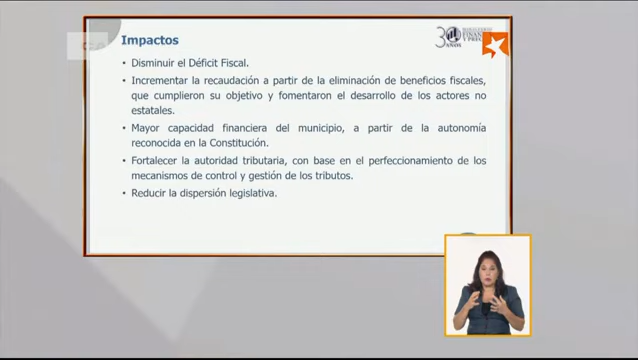 Impactos
30
AÑOS
• Disminuir el Déficit Fiscal.
• Incrementar la recaudación a partir de la eliminación de beneficios fiscales,
que cumplieron su objetivo y fomentaron el desarrollo de los actores no
estatales.
• Mayor capacidad financiera del municipio, a partir de la autonomía
reconocida en la Constitución.
• Fortalecer la autoridad tributaria, con base en el perfeccionamiento de los
mecanismos de control y gestión de los tributos.
• Reducir la dispersión legislativa.